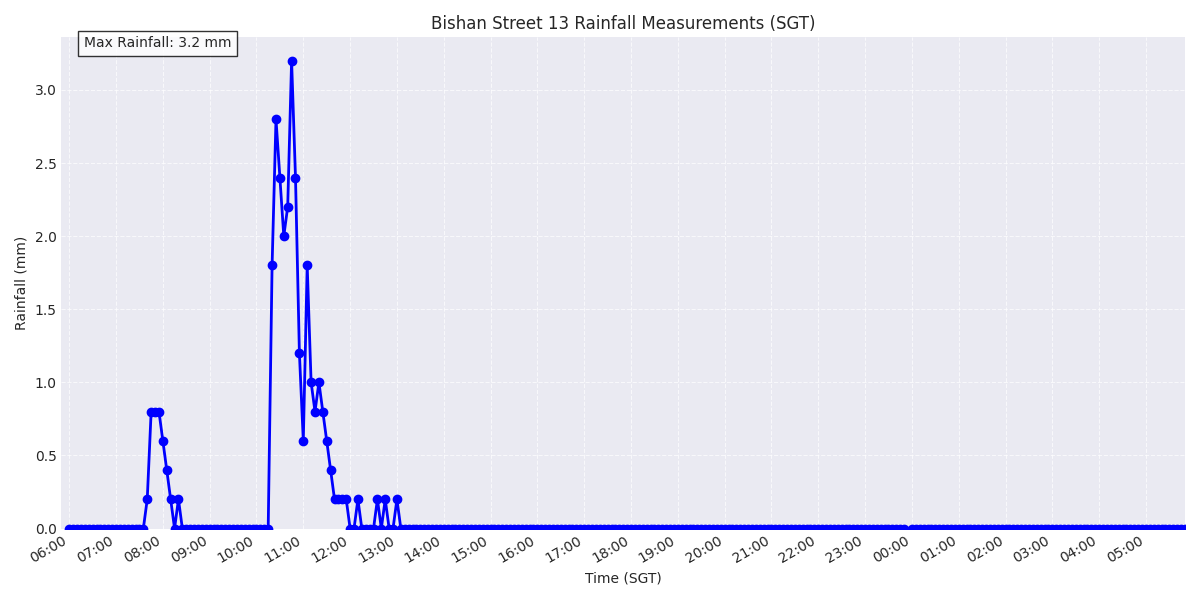 Bishan Street 13 Rainfall Measurements (SGT)
Max Rainfall: 3.2 mm
Rainfall (mm)
3.0
2.5
2.0
1.5
1.0
0.5
0.0
06:00 07:00 08:00 09:00 10:00 11:00 12:00 13:00 14:00 15:00 16:00 17:00 18:00 19:00 20:00 21:00 22:00 23:00 00:00 01:00 02:00 03:00 04:00 05:00
Time (SGT)